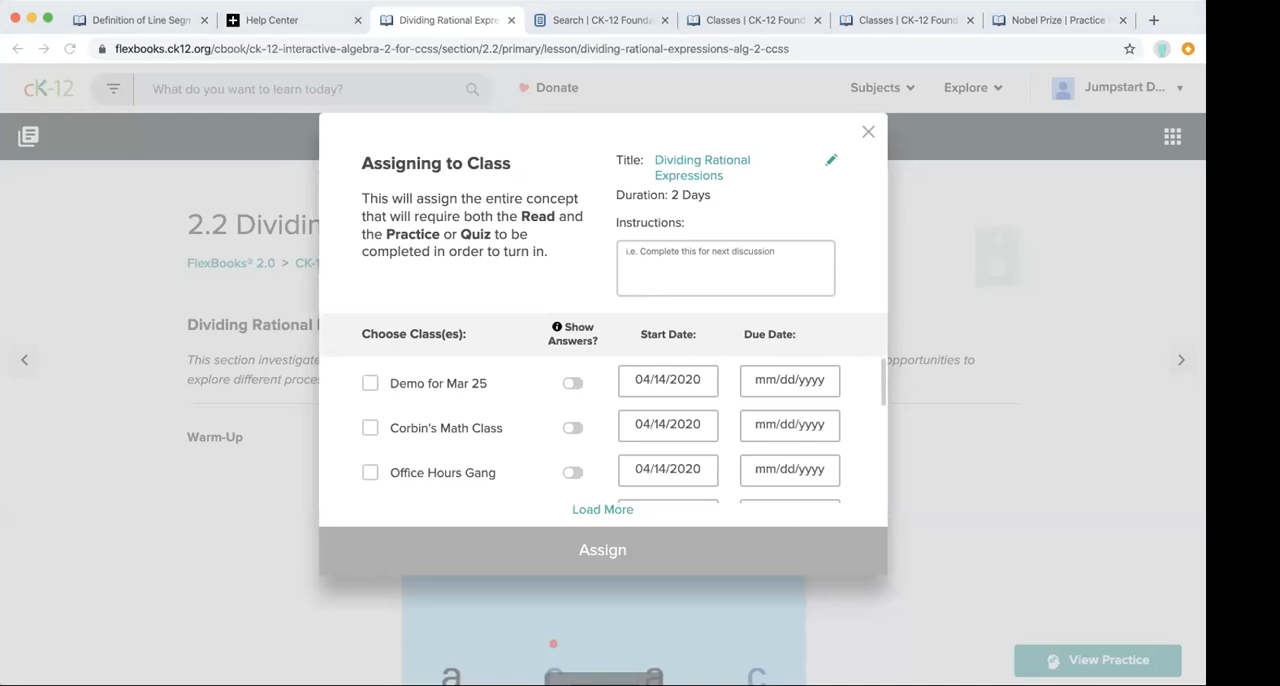 Definition of Line Segm
Help Center
Dividing Rational Expre
Search | CK-12 Founda
Classes | CK-12 Found
Classes | CK-12 Found
Nobel Prize | Practice
flexbooks.ck12.org/cbook/ck-12-interactive-algebra-2-for-ccss/section/2.2/primary/lesson/dividing-rational-expressions-alg-2-ccss
cK-12
What do you want to learn today?
Donate
Subjects
Explore
Jumpstart D...
Assigning to Class
This will assign the entire concept
that will require both the Read and
the Practice or Quiz to be
completed in order to turn in.
Title: Dividing Rational
Expressions
Duration: 2 Days
Instructions:
i.e. Complete this for next discussion
2.2 Dividin
FlexBooks® 2.0 > CK-1
Dividing Rational
This section investigate
opportunities to
explore different proce
Warm-Up
Choose Class(es):
Show
Answers?
Start Date:
Due Date:
Demo for Mar 25
04/14/2020
mm/dd/yyyy
Corbin's Math Class
04/14/2020
mm/dd/yyyy
Office Hours Gang
04/14/2020
mm/dd/yyyy
Load More
Assign
a c a c
View Practice